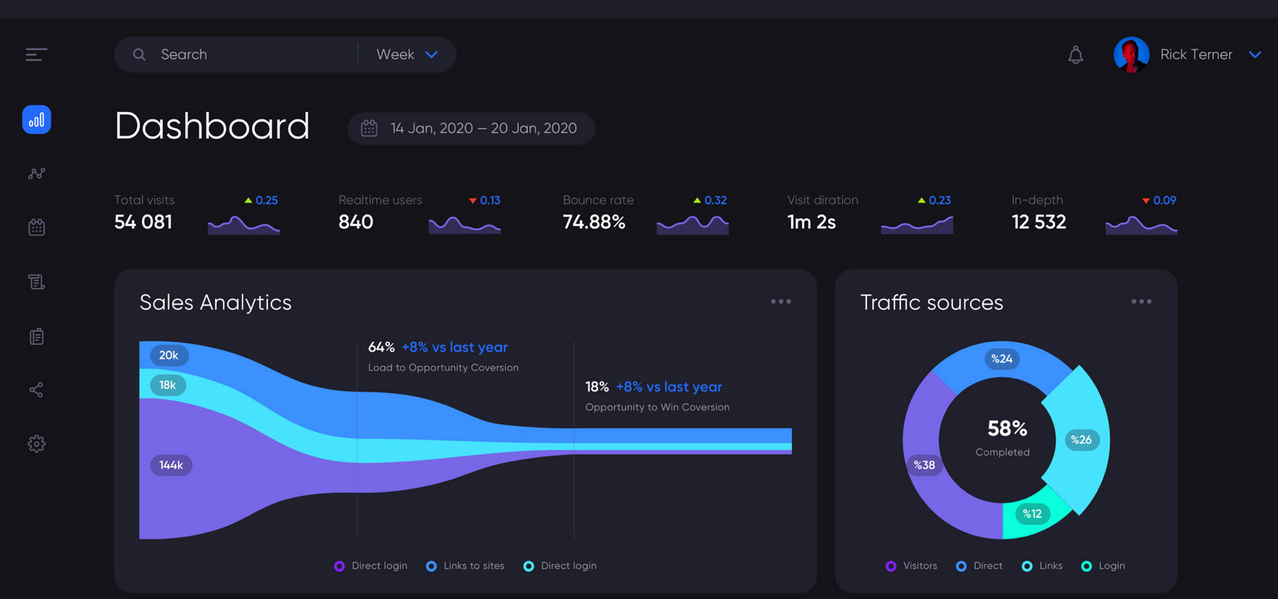 Search
Week
Rick Terner
Dashboard
14 Jan, 2020 — 20 Jan, 2020
Total visits
0.25
54 081
Realtime users
0.13
840
Bounce rate
0.32
74.88%
Visit diration
0.23
1m 2s
In-depth
0.09
12 532
Sales Analytics
20k
18k
144k
64% +8% vs last year
Load to Opportunity Coversion
18% +8% vs last year
Opportunity to Win Coversion
Direct login
Links to sites
Direct login
Traffic sources
%24
%26
%38
%12
58%
Completed
Visitors
Direct
Links
Login